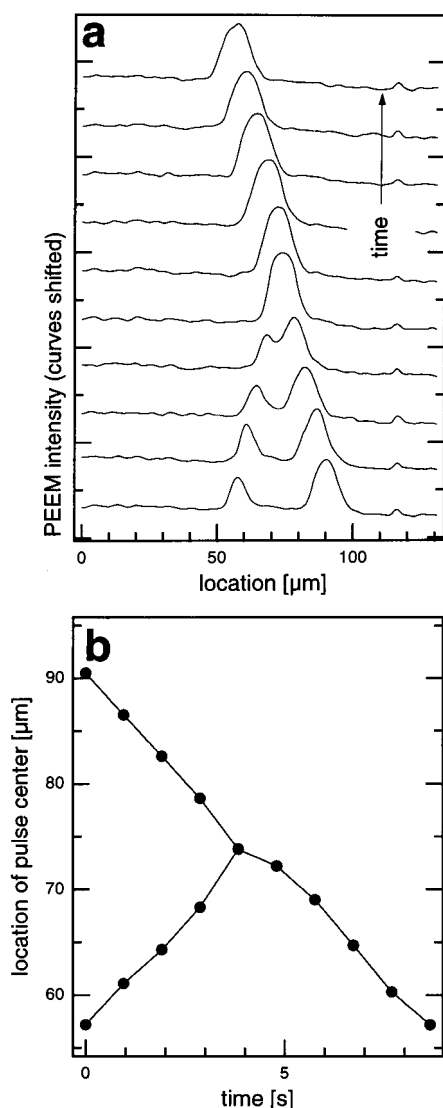 a
PEEM intensity (curves shifted)
time
0
50
100
location [µm]
b
location of pulse center [µm]
90
80
70
60
0
5
time [s]